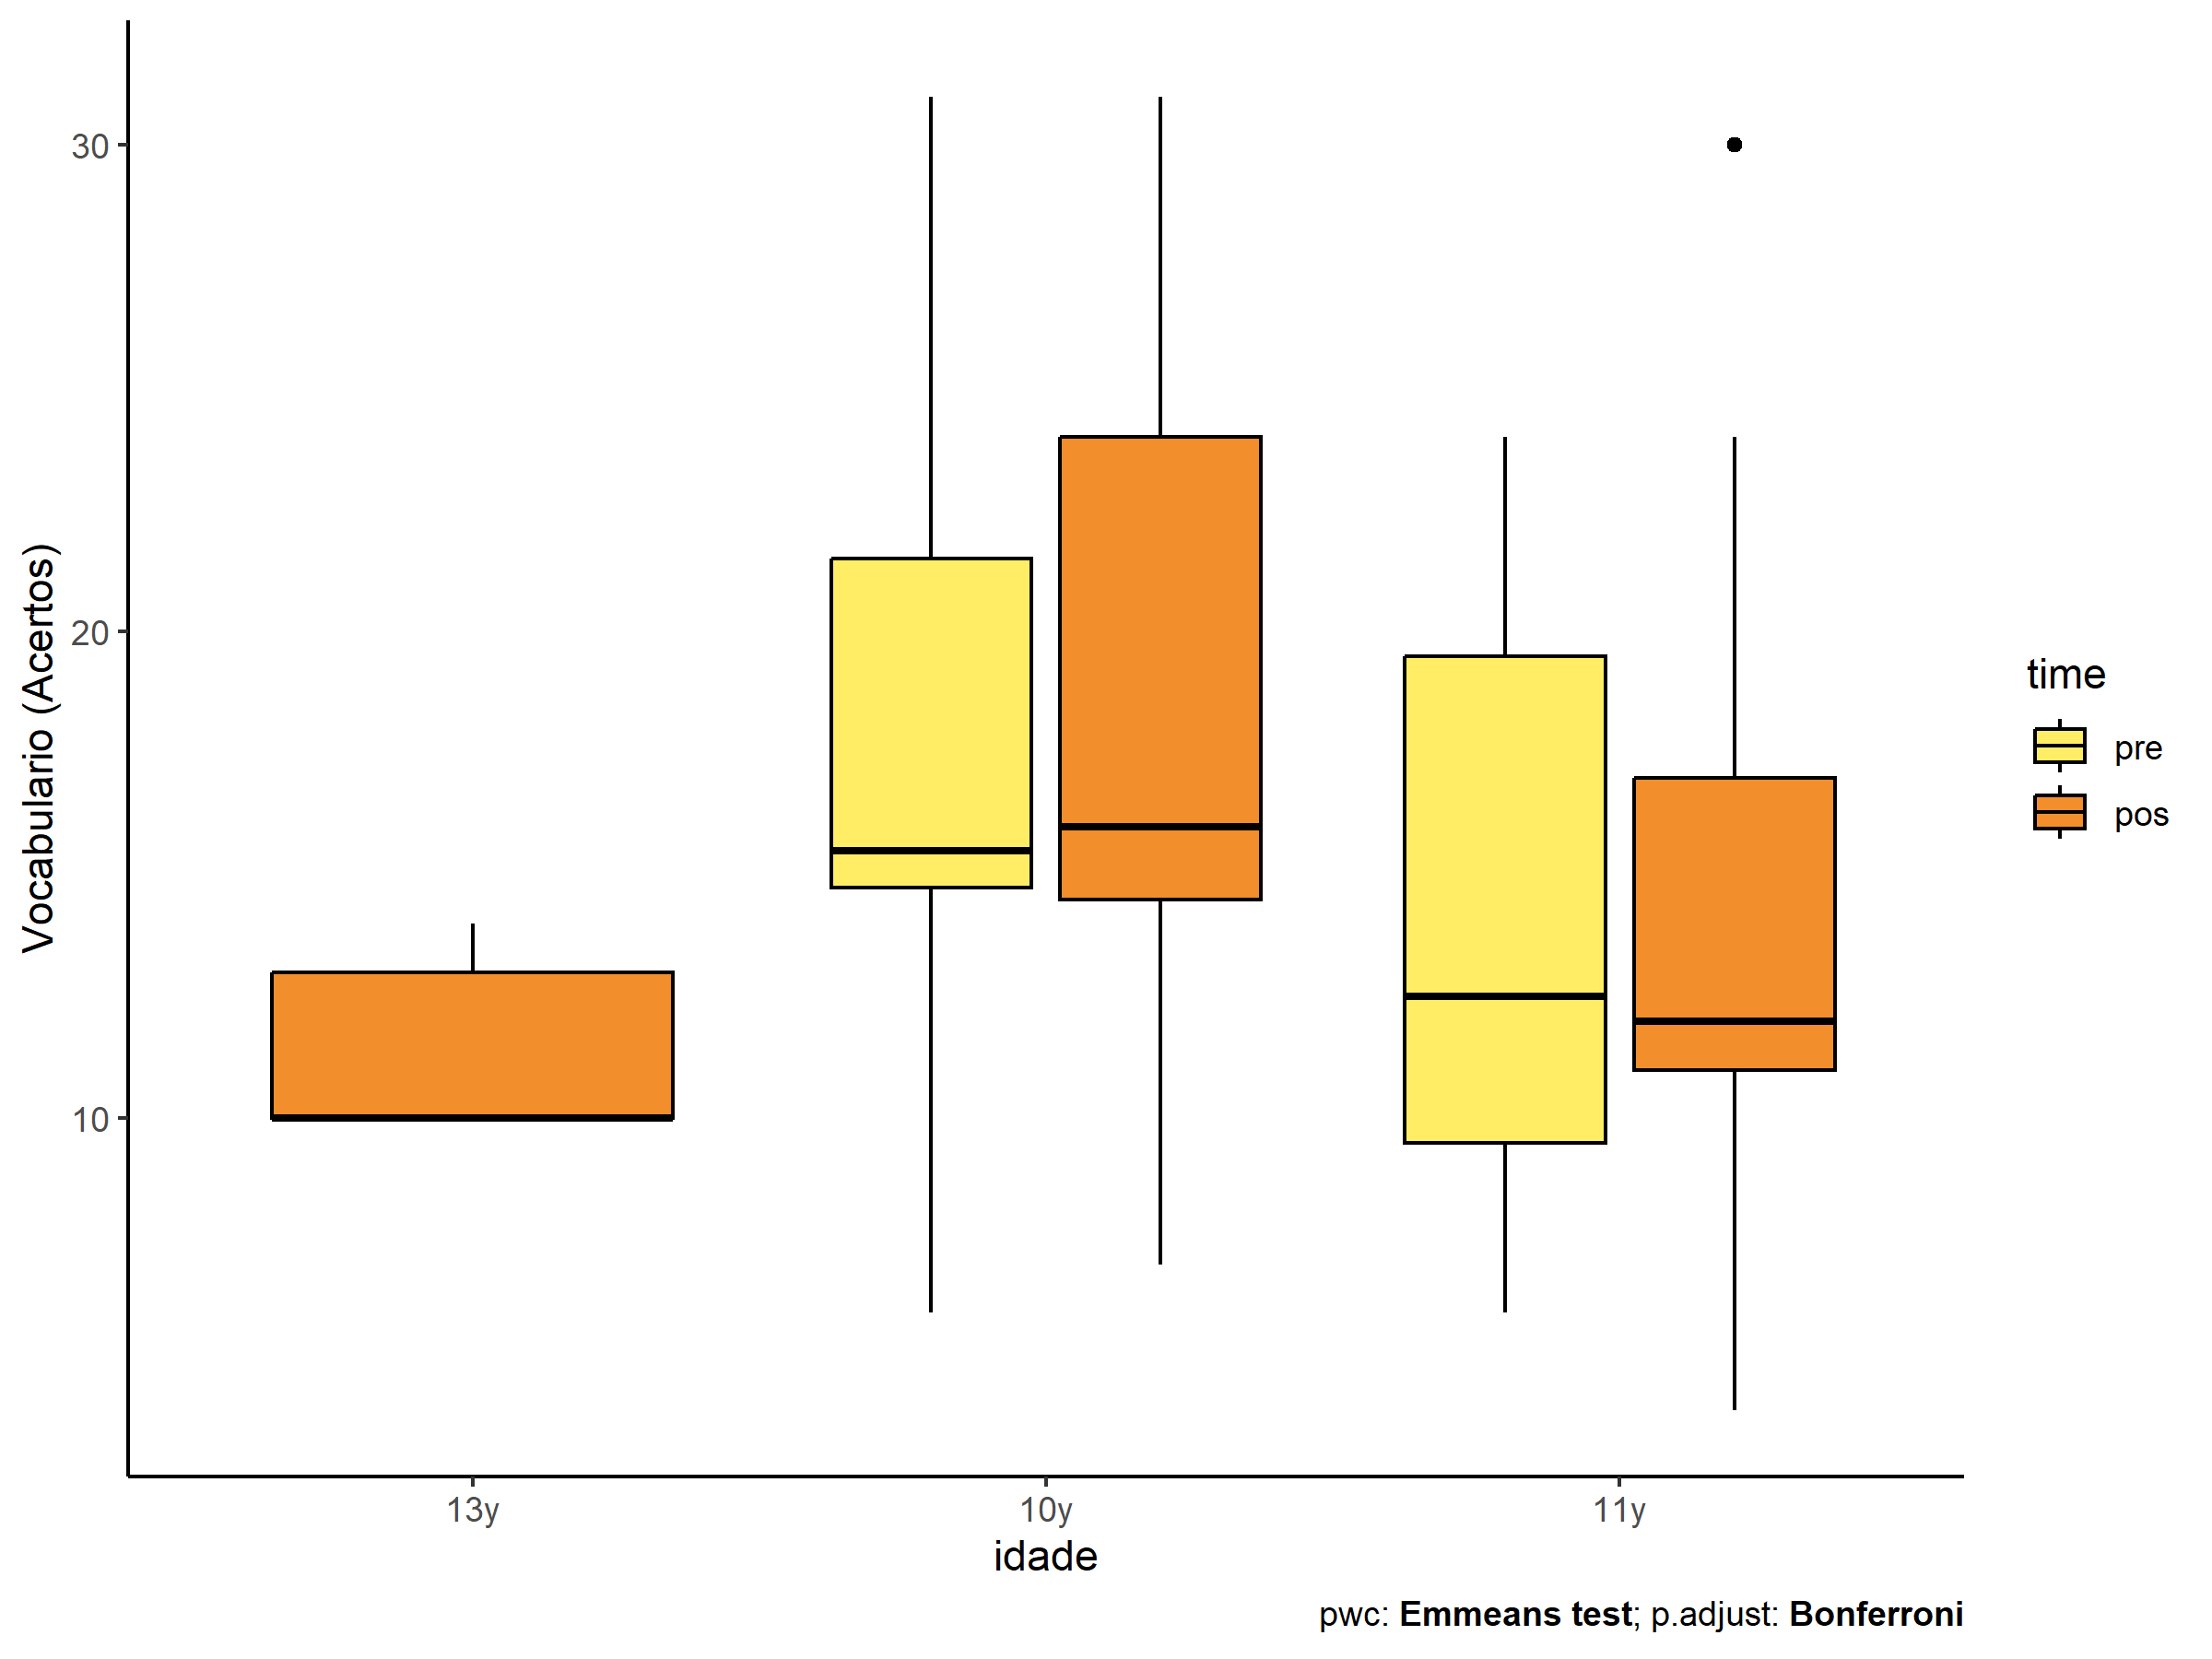 Vocabulario (Acertos)
30
20
10
13y 10y 11y
idade
time
pre
pos
pwc: Emmeans test; p.adjust: Bonferroni